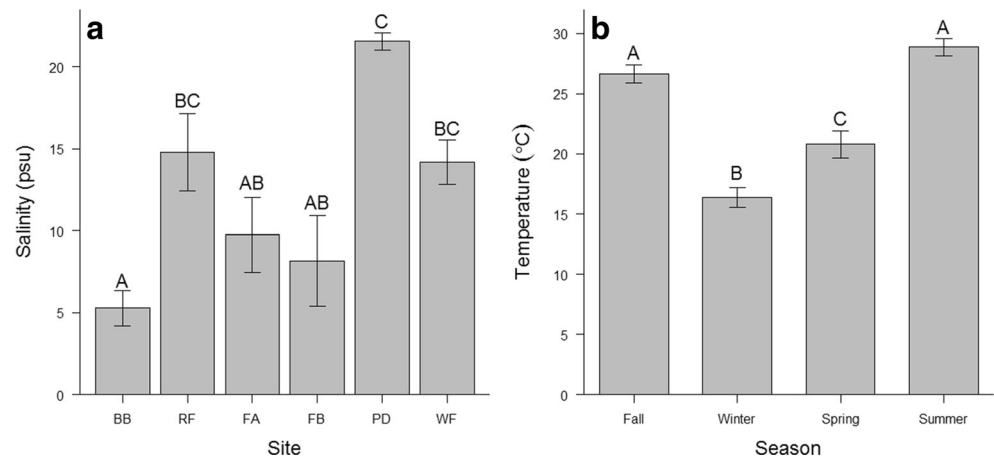 a
Salinity (psu)
20
15
10
5
0
A
BC
AB
AB
C
BC
BB RF FA FB PD WF
Site
b
Temperature (°C)
30
25
20
15
10
5
0
A
B
C
A
Fall Winter Spring Summer
Season